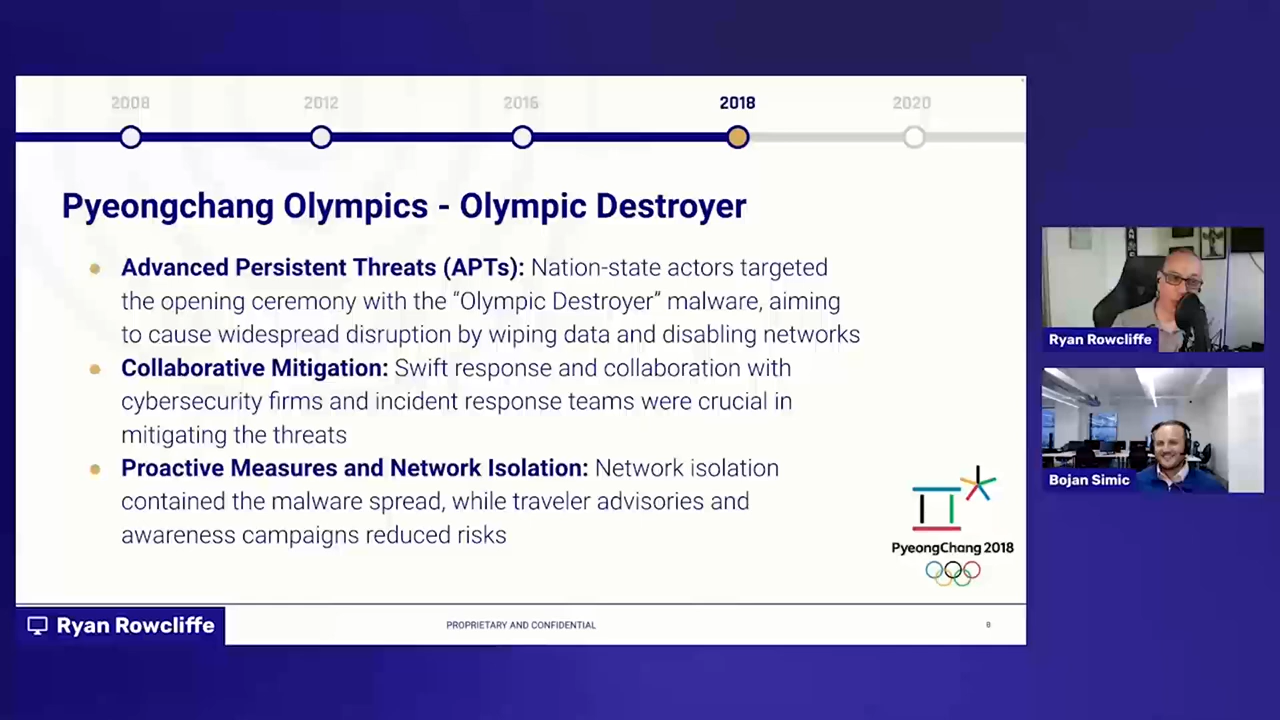 2008 2012 2016 2018 2020
Pyeongchang Olympics - Olympic Destroyer
Advanced Persistent Threats (APTs): Nation-state actors targeted
the opening ceremony with the “Olympic Destroyer” malware, aiming
to cause widespread disruption by wiping data and disabling networks
Collaborative Mitigation: Swift response and collaboration with
cybersecurity firms and incident response teams were crucial in
mitigating the threats
Proactive Measures and Network Isolation: Network isolation
contained the malware spread, while traveler advisories and
awareness campaigns reduced risks
PyeongChang 2018
Ryan Rowcliffe
PROPRIETARY AND CONFIDENTIAL
8
Ryan Rowcliffe
Bojan Simic